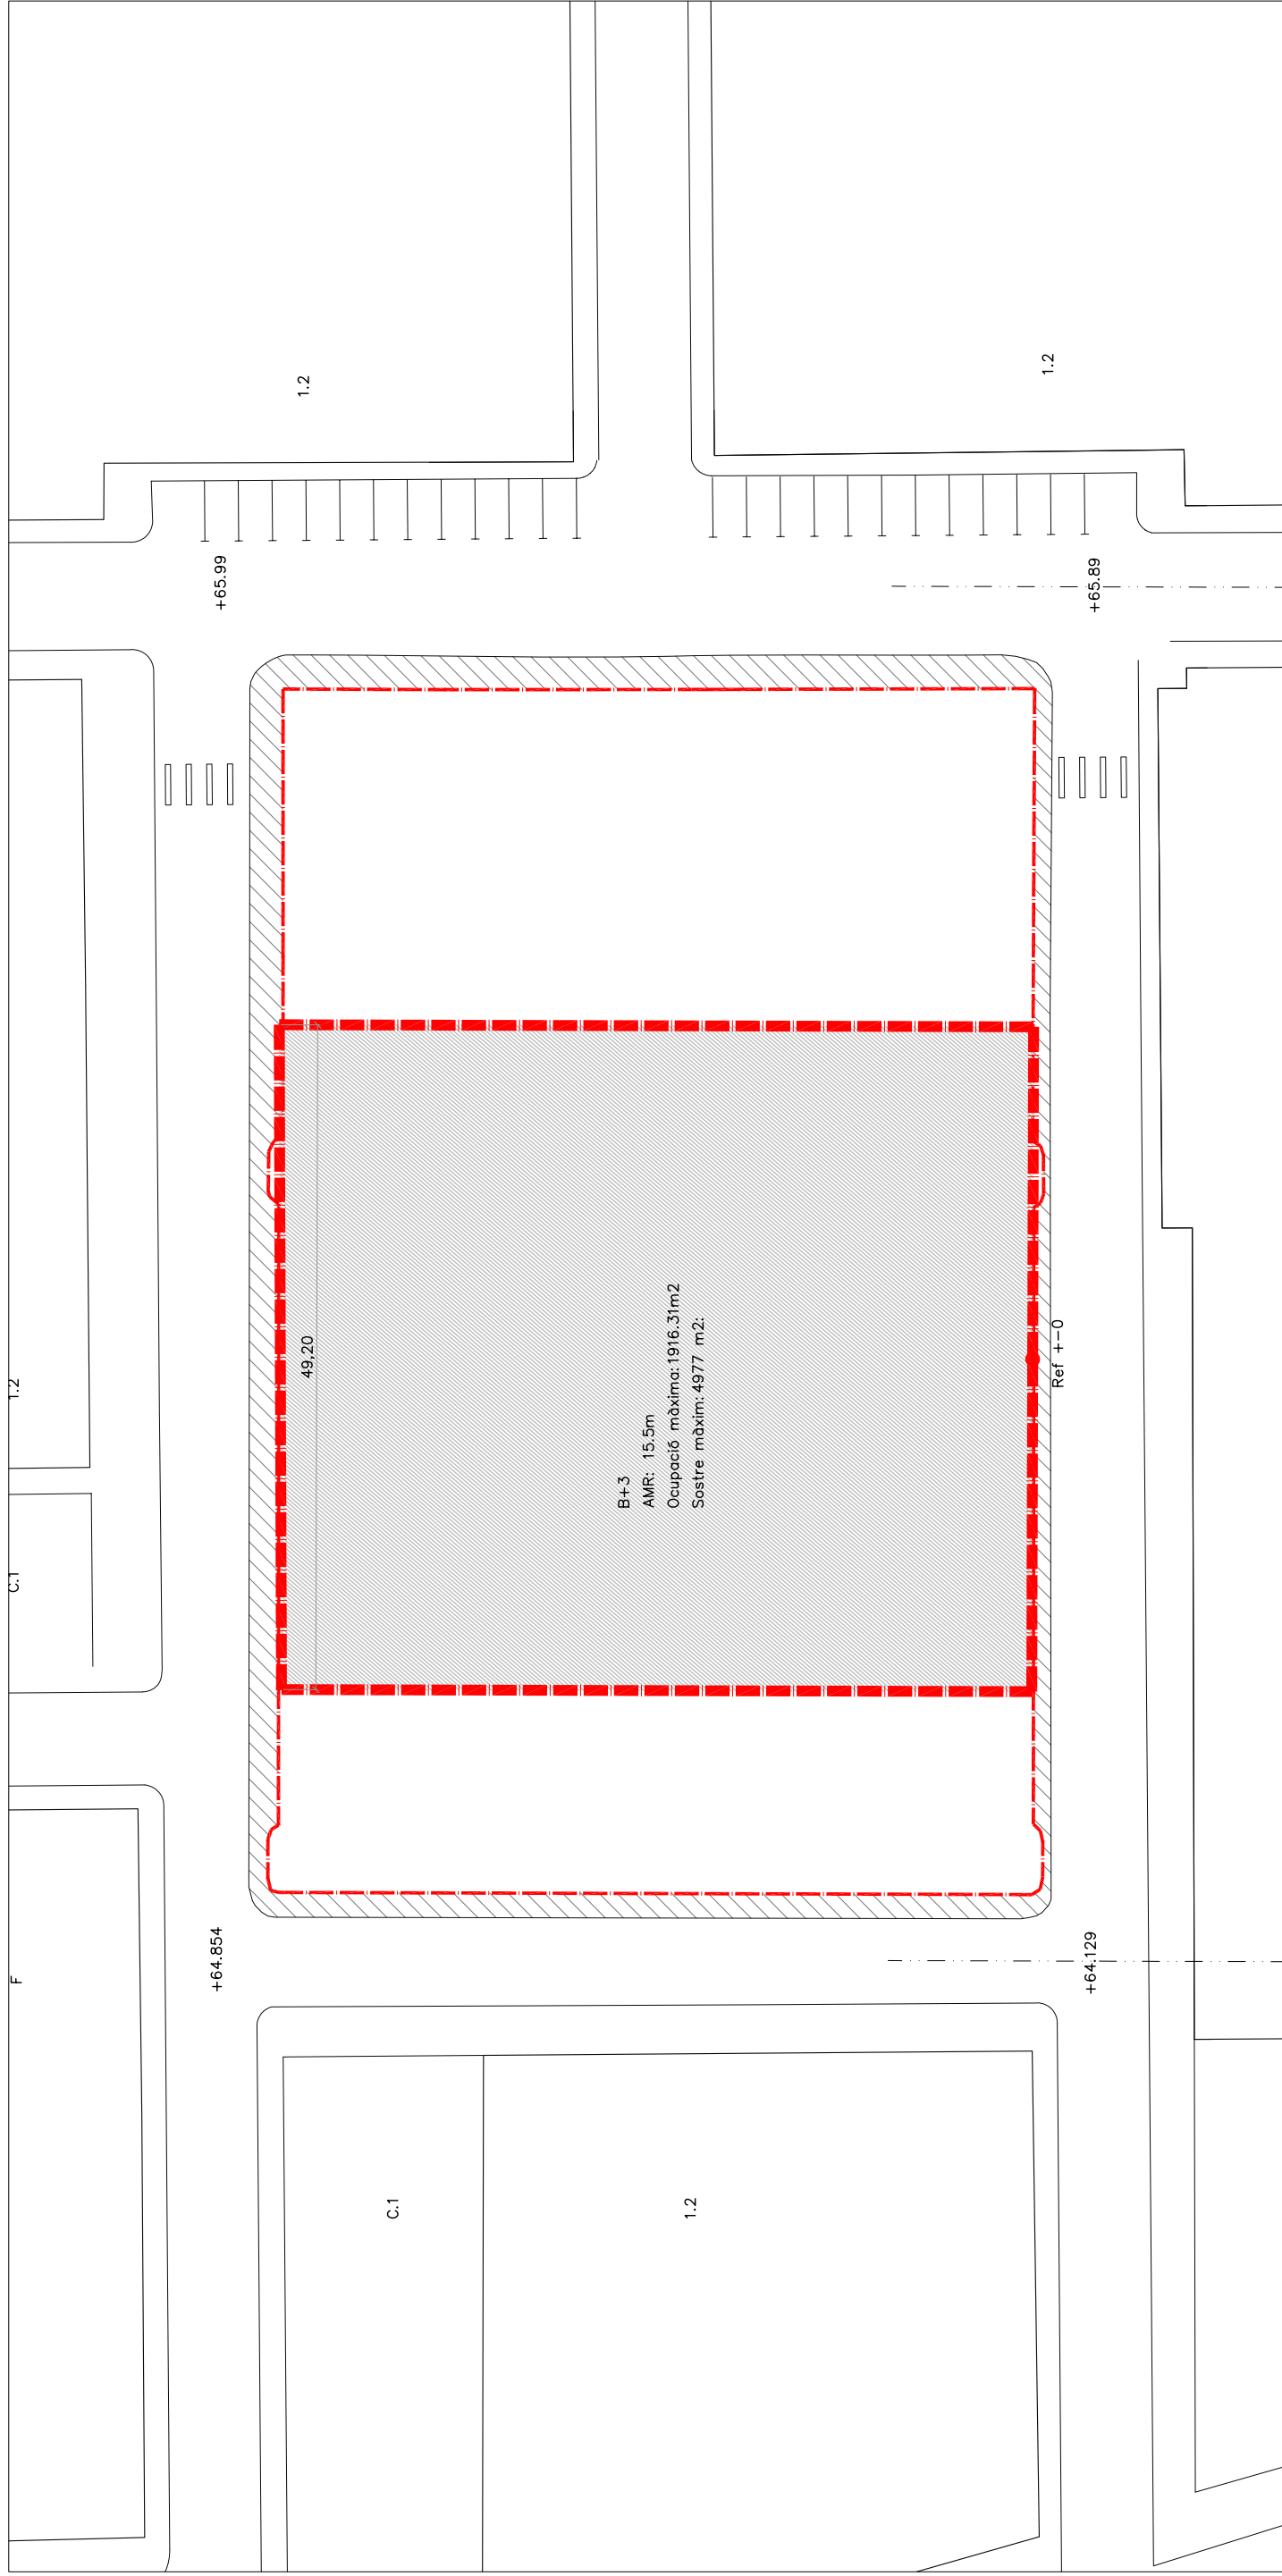 1.2
1.2
+65.99
+65.89
49,20
B+3
AMR: 15.5m
Ocupació màxima:1916.31m2
Sostre màxim:4977 m2:
Ref +-0
1.2
C.1
F
+64.854
+64.129
C.1
1.2